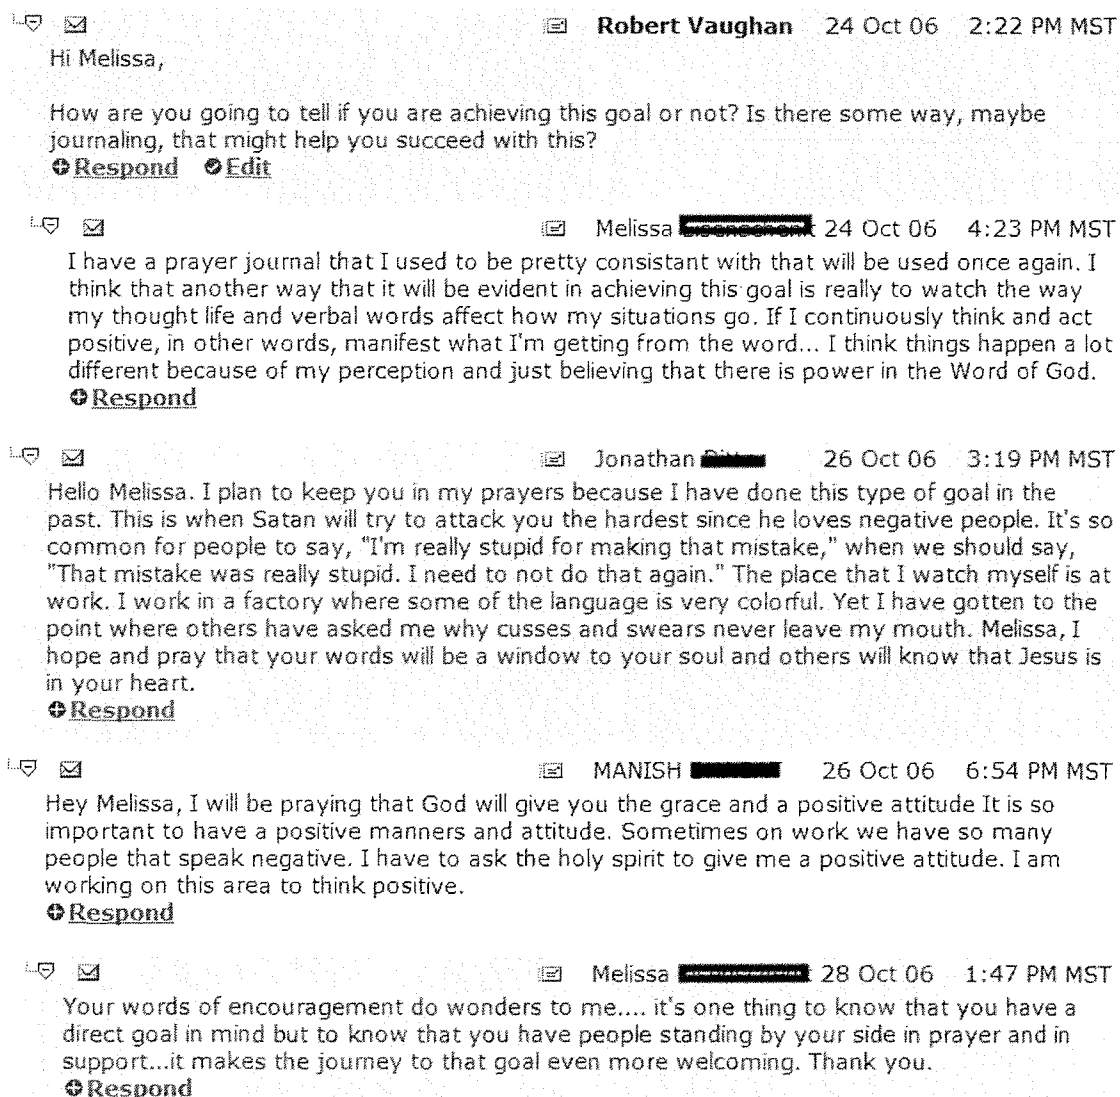 Robert Vaughan 24 Oct 06 2:22 PM MST
Hi Melissa,
How are you going to tell if you are achieving this goal or not? Is there some way, maybe
journaling, that might help you succeed with this?
Respond Edit
Melissa 24 Oct 06 4:23 PM MST
I have a prayer journal that I used to be pretty consistant with that will be used once again. I
think that another way that it will be evident in achieving this goal is really to watch the way
my thought life and verbal words affect how my situations go. If I continuously think and act
positive, in other words, manifest what I'm getting from the word... I think things happen a lot
different because of my perception and just believing that there is power in the Word of God.
Respond
Jonathan 26 Oct 06 3:19 PM MST
Hello Melissa. I plan to keep you in my prayers because I have done this type of goal in the
past. This is when Satan will try to attack you the hardest since he loves negative people. It's so
common for people to say, "I'm really stupid for making that mistake," when we should say,
"That mistake was really stupid. I need to not do that again." The place that I watch myself is at
work. I work in a factory where some of the language is very colorful. Yet I have gotten to the
point where others have asked me why cusses and swears never leave my mouth. Melissa, I
hope and pray that your words will be a window to your soul and others will know that Jesus is
in your heart.
Respond
MANISH 26 Oct 06 6:54 PM MST
Hey Melissa, I will be praying that God will give you the grace and a positive attitude It is so
important to have a positive manners and attitude. Sometimes on work we have so many
people that speak negative. I have to ask the holy spirit to give me a positive attitude. I am
working on this area to think positive.
Respond
Melissa 28 Oct 06 1:47 PM MST
Your words of encouragement do wonders to me.... it's one thing to know that you have a
direct goal in mind but to know that you have people standing by your side in prayer and in
support...it makes the journey to that goal even more welcoming. Thank you.
Respond